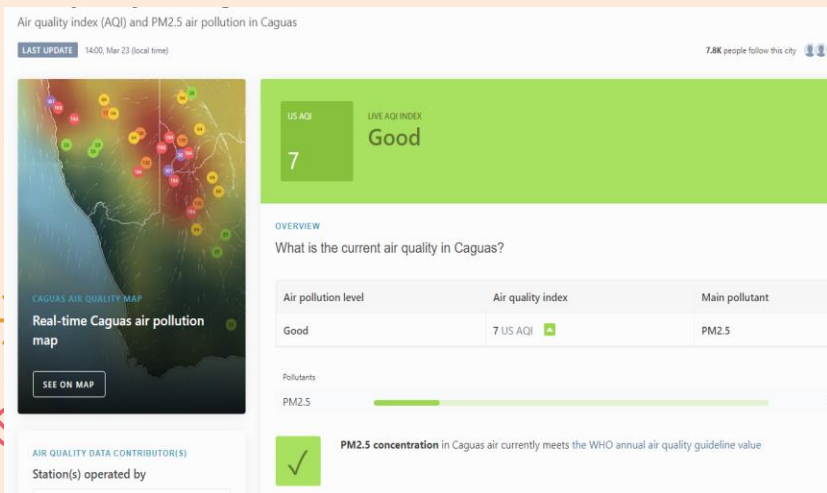 Air quality index (AQI) and PM2.5 air pollution in Caguas
LAST UPDATE 14:00, Mar 23 (local time)
7.8K people follow this city
US AQI
7
LIVE AQI INDEX
Good
CAGUAS AIR QUALITY MAP
Real-time Caguas air pollution
map
SEE ON MAP
AIR QUALITY DATA CONTRIBUTOR(S)
Station(s) operated by
OVERVIEW
What is the current air quality in Caguas?
Air pollution level Air quality index Main pollutant
Good 7 US AQI PM2.5
Pollutants
PM2.5
PM2.5 concentration in Caguas air currently meets the WHO annual air quality guideline value